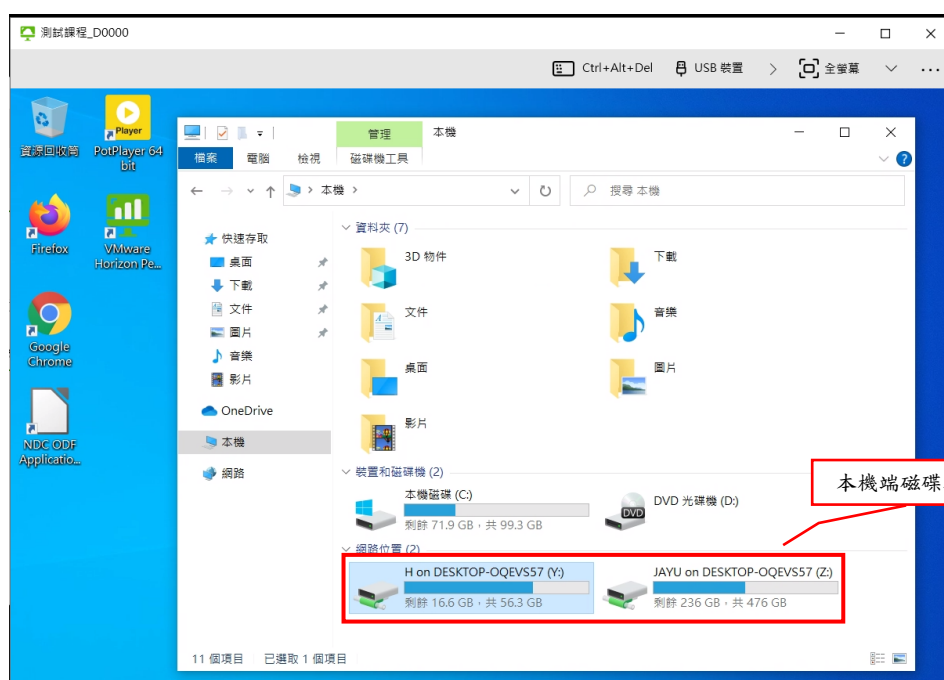 測試課程_D0000
Ctrl+Alt+Del USB 裝置 全螢幕
資源回收筒
PotPlayer 64 bit
Firefox
VMware Horizon Pe...
Google Chrome
NDC ODF Applicatio...
管理 本機
檔案 電腦 檢視 磁碟機工具
本機
搜尋 本機
快速存取
桌面
下載
文件
圖片
音樂
影片
OneDrive
本機
網路
資料夾 (7)
3D 物件
下載
文件
音樂
桌面
圖片
影片
裝置和磁碟機 (2)
本機磁碟 (C:)
剩餘 71.9 GB，共 99.3 GB
DVD
DVD 光碟機 (D:)
本機端磁碟
網路位置 (2)
H on DESKTOP-OQEVS57 (Y:)
剩餘 16.6 GB，共 56.3 GB
JAYU on DESKTOP-OQEVS57 (Z:)
剩餘 236 GB，共 476 GB
11 個項目 已選取 1 個項目